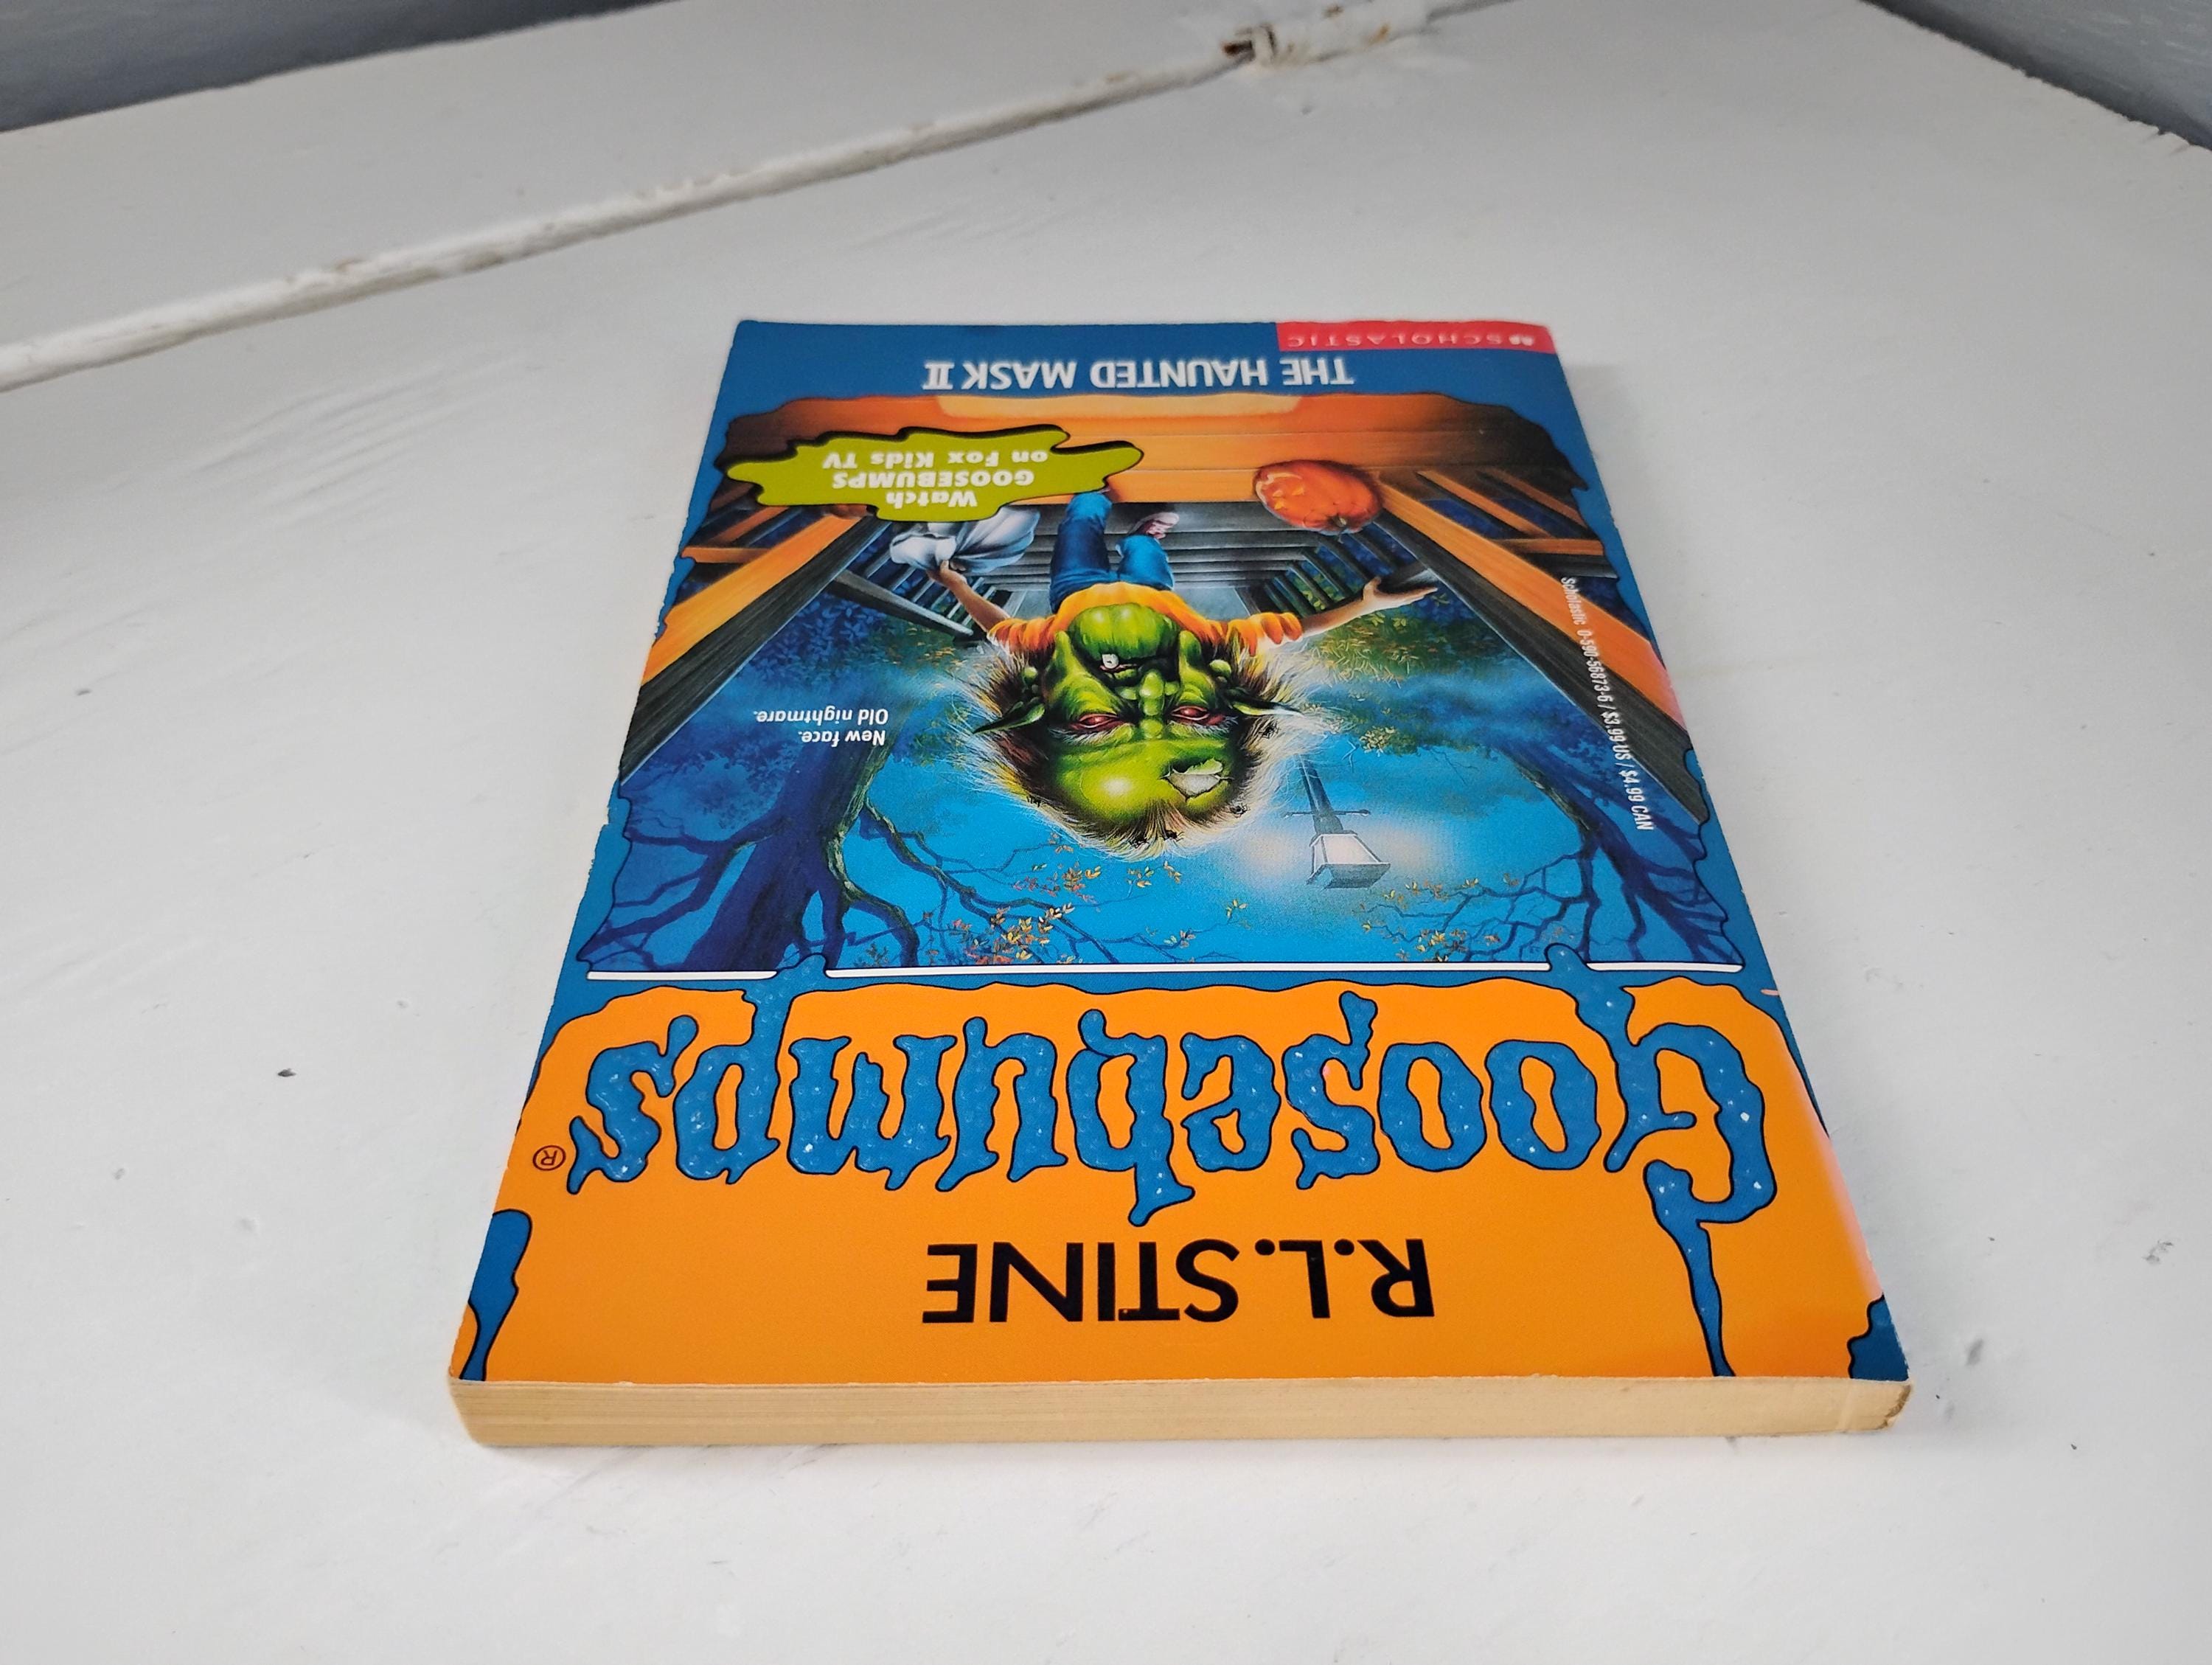 R.L. STINE
Goosebumps®
New face.
Old nightmare.
Scholastic 0-590-56873-6 / $3.99 US / $4.99 CAN
Watch
GOOSEBUMPS
on Fox Kids TV
THE HAUNTED MASK II
SCHOLASTIC